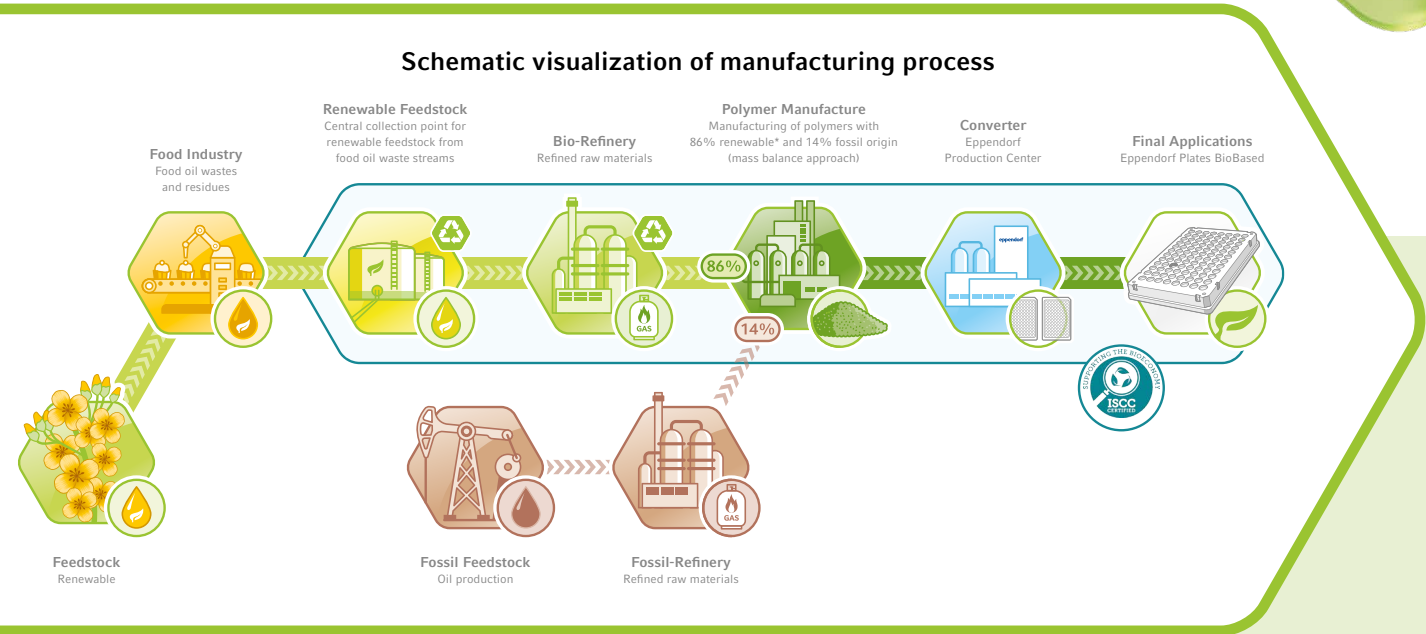 Schematic visualization of manufacturing process
Food Industry
Food oil wastes
and residues
Renewable Feedstock
Central collection point for
renewable feedstock from
food oil waste streams
Bio-Refinery
Refined raw materials
Polymer Manufacture
Manufacturing of polymers with
86% renewable* and 14% fossil origin
(mass balance approach)
Converter
Eppendorf
Production Center
Final Applications
Eppendorf Plates BioBased
eppendorf
86%
GAS
14%
SUPPORTING THE BIOECONOMY
ISCC
CERTIFIED
GAS
Feedstock
Renewable
Fossil Feedstock
Oil production
Fossil-Refinery
Refined raw materials